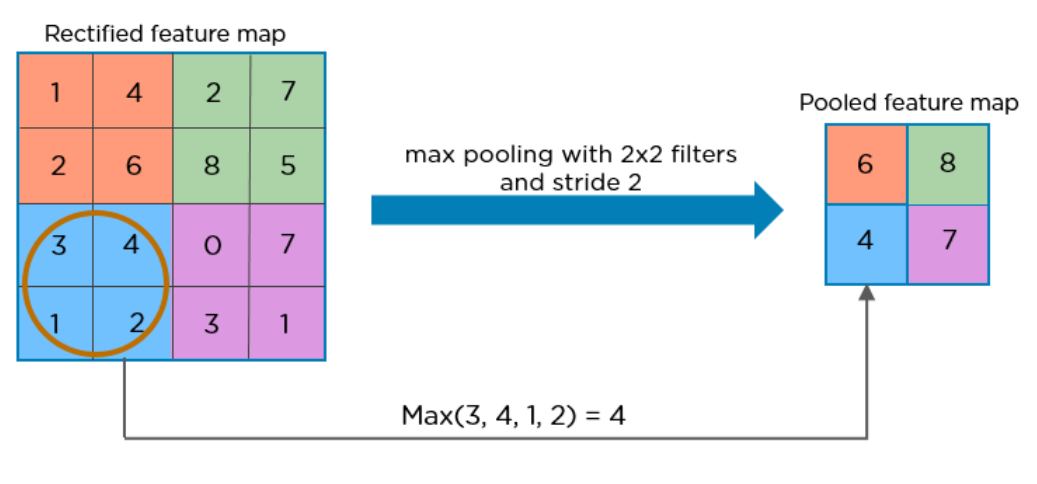 Rectified feature map
1 4 2 7
2 6 8 5
3 4 0 7
1 2 3 1
max pooling with 2x2 filters
and stride 2
Pooled feature map
6 8
4 7
Max(3, 4, 1, 2) = 4